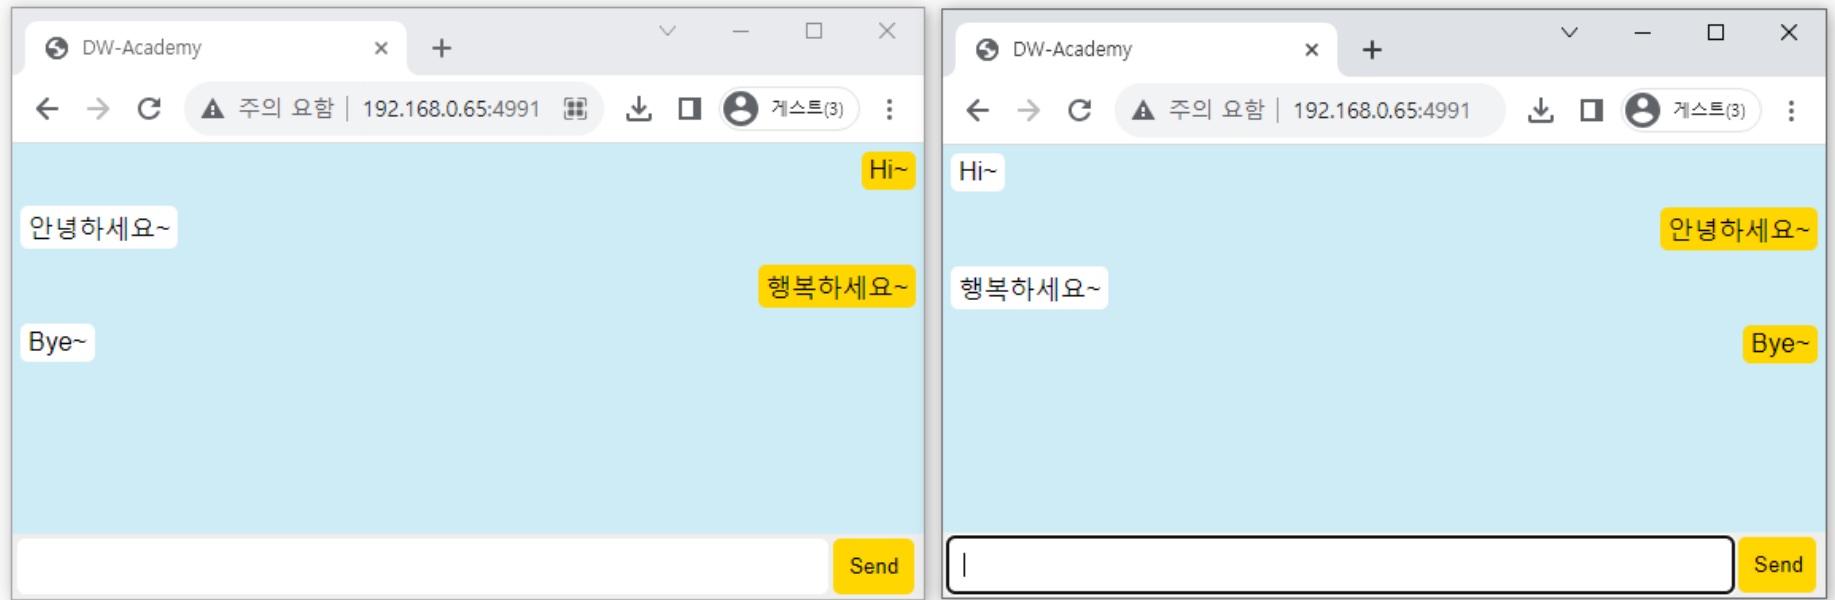 DW-Academy
주의 요함 192.168.0.65:4991 게스트(3)
Hi~
안녕하세요~
행복하세요~
Bye~
Send
DW-Academy
주의 요함 192.168.0.65:4991 게스트(3)
Hi~
안녕하세요~
행복하세요~
Bye~
Send